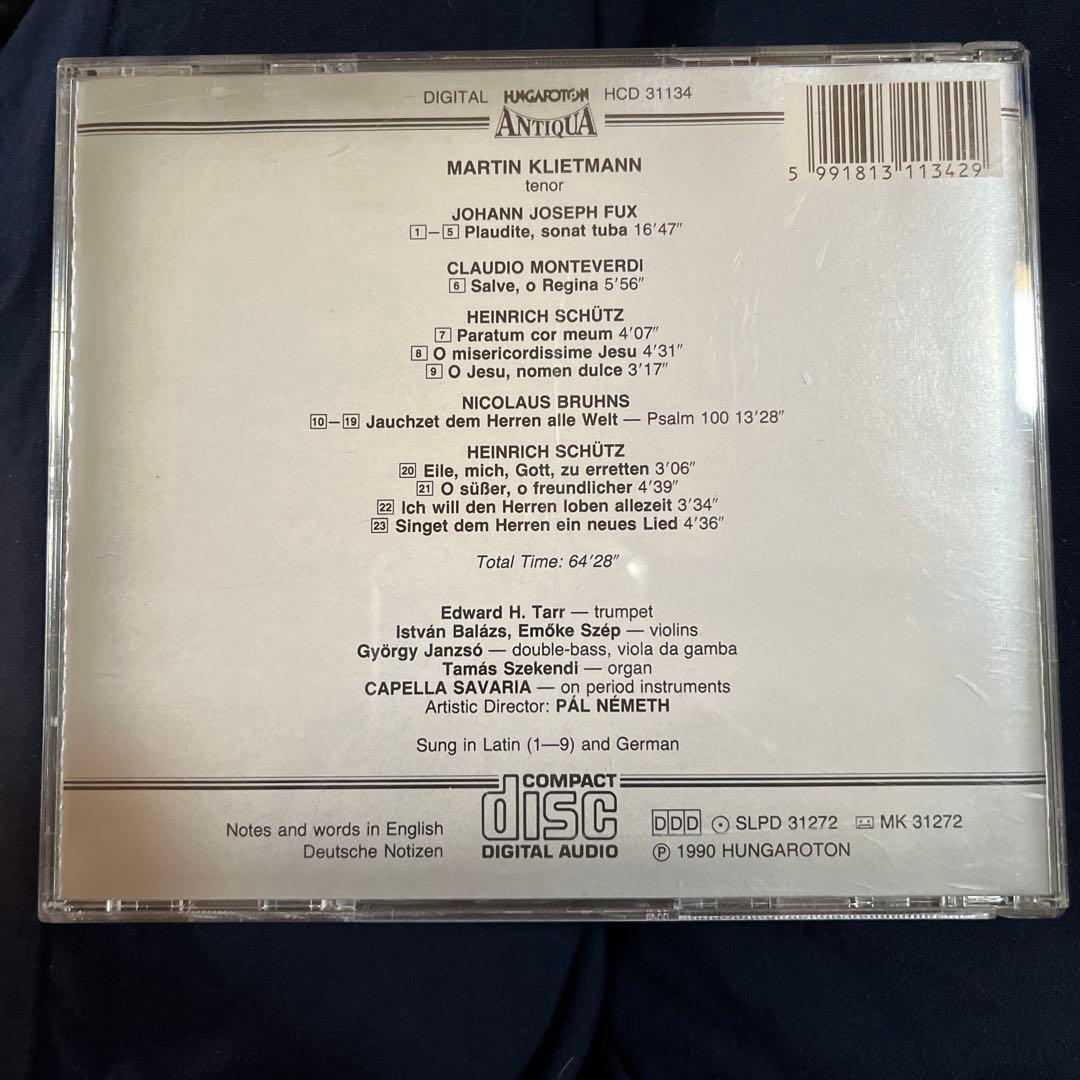 DIGITAL HUNGAROTON HCD 31134
ANTIQUA
5 991813 113429
MARTIN KLIETMANN
tenor
JOHANN JOSEPH FUX
1–5 Plaudite, sonat tuba 16′47″
CLAUDIO MONTEVERDI
6 Salve, o Regina 5′56″
HEINRICH SCHÜTZ
7 Paratum cor meum 4′07″
8 O misericordissime Jesu 4′31″
9 O Jesu, nomen dulce 3′17″
NICOLAUS BRUHNS
10–19 Jauchzet dem Herren alle Welt — Psalm 100 13′28″
HEINRICH SCHÜTZ
20 Eile, mich, Gott, zu erretten 3′06″
21 O süßer, o freundlicher 4′39″
22 Ich will den Herren loben allezeit 3′34″
23 Singet dem Herren ein neues Lied 4′36″
Total Time: 64′28″
Edward H. Tarr — trumpet
István Balázs, Emőke Szép — violins
György Janzsó — double-bass, viola da gamba
Tamás Szekendi — organ
CAPELLA SAVARIA — on period instruments
Artistic Director: PÁL NÉMETH
Sung in Latin (1—9) and German
Notes and words in English
Deutsche Notizen
COMPACT
disc
DIGITAL AUDIO
DDD SLPD 31272 MK 31272
Ⓟ 1990 HUNGAROTON